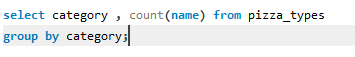 select category , count(name) from pizza_types
group by category;